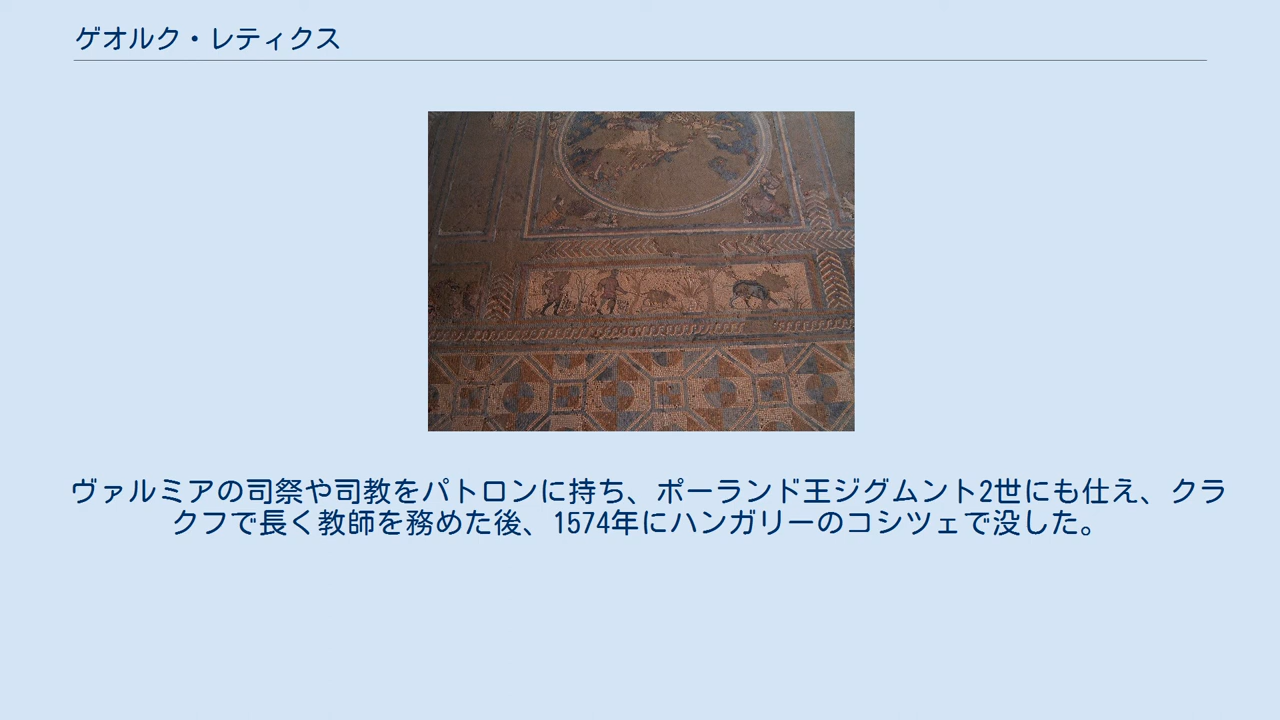 ゲオルク・レティクス
ヴァルミアの司祭や司教をパトロンに持ち、ポーランド王ジグムント2世にも仕え、クラ
クフで長く教師を務めた後、1574年にハンガリーのコシツェで没した。